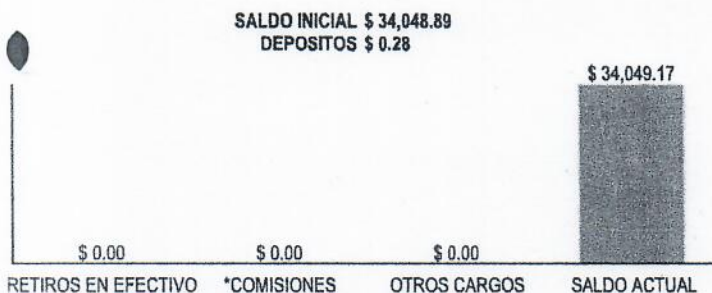 SALDO INICIAL $ 34,048.89
DEPOSITOS $ 0.28
$ 34,049.17
$ 0.00 $ 0.00 $ 0.00
RETIROS EN EFECTIVO *COMISIONES OTROS CARGOS SALDO ACTUAL